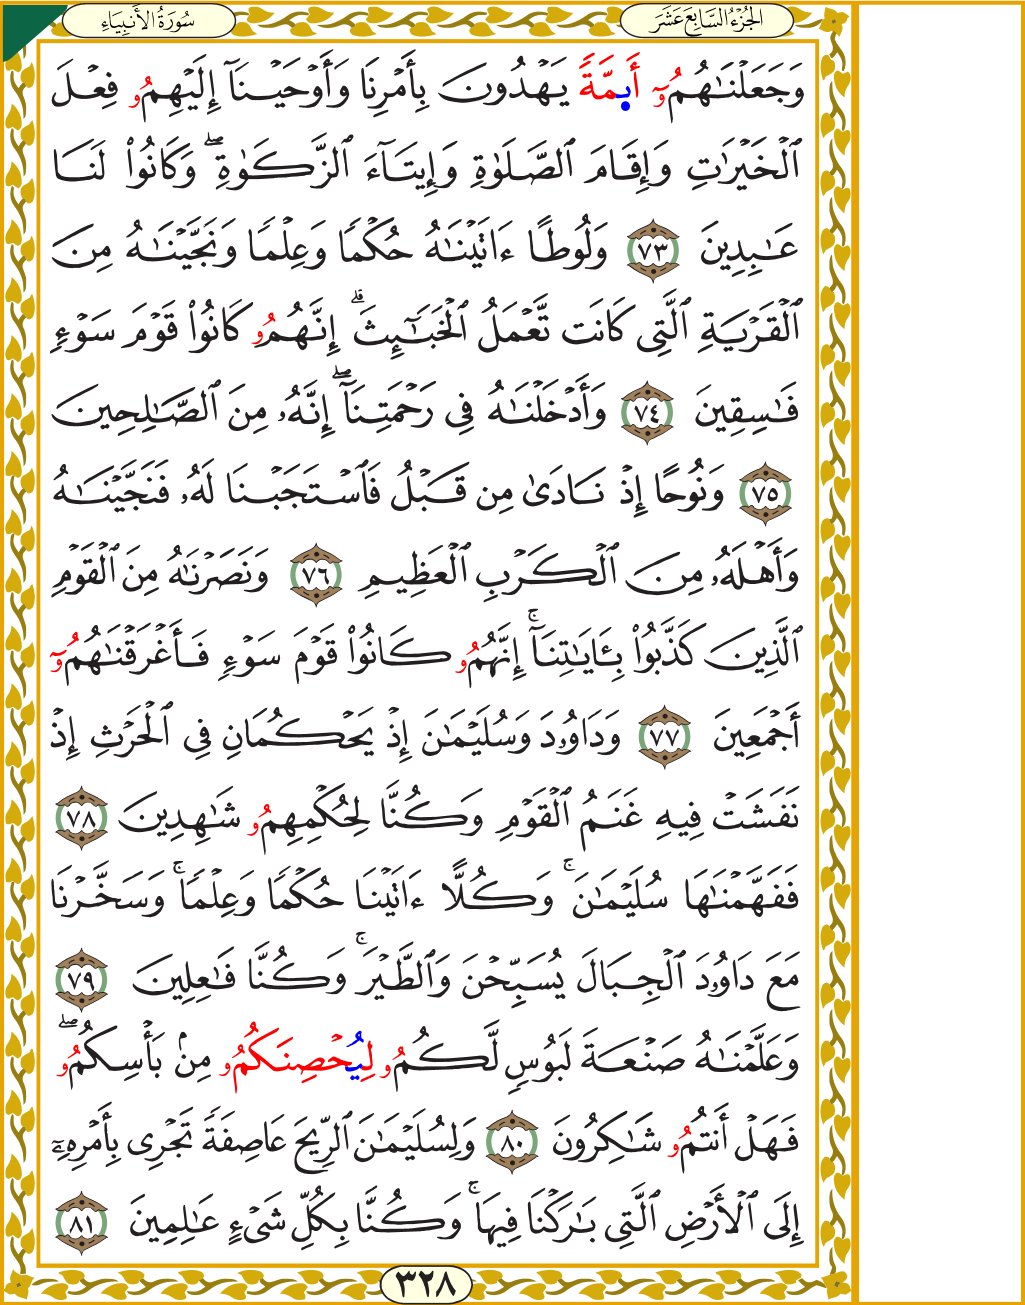 الجُزْءُ السَّابِعَ عَشَرَ
سُورَةُ الأَنبِيَاءِ
وَجَعَلۡنَٰهُمُۥٓ أَىِٕمَّةٗ يَهۡدُونَ بِأَمۡرِنَا وَأَوۡحَيۡنَآ إِلَيۡهِمُۥ فِعۡلَ
ٱلۡخَيۡرَٰتِ وَإِقَامَ ٱلصَّلَوٰةِ وَإِيتَآءَ ٱلزَّكَوٰةِۖ وَكَانُواْ لَنَا
عَٰبِدِينَ ٧٣ وَلُوطًا ءَاتَيۡنَٰهُ حُكۡمٗا وَعِلۡمٗا وَنَجَّيۡنَٰهُ مِنَ
ٱلۡقَرۡيَةِ ٱلَّتِي كَانَت تَّعۡمَلُ ٱلۡخَبَٰٓئِثَۚ إِنَّهُمُۥ كَانُواْ قَوۡمَ سَوۡءٖ
فَٰسِقِينَ ٧٤ وَأَدۡخَلۡنَٰهُ فِي رَحۡمَتِنَآۖ إِنَّهُۥ مِنَ ٱلصَّٰلِحِينَ
٧٥ وَنُوحًا إِذۡ نَادَىٰ مِن قَبۡلُ فَٱسۡتَجَبۡنَا لَهُۥ فَنَجَّيۡنَٰهُ
وَأَهۡلَهُۥ مِنَ ٱلۡكَرۡبِ ٱلۡعَظِيمِ ٧٦ وَنَصَرۡنَٰهُ مِنَ ٱلۡقَوۡمِ
ٱلَّذِينَ كَذَّبُواْ بِـَٔايَٰتِنَآۚ إِنَّهُمُۥ كَانُواْ قَوۡمَ سَوۡءٖ فَأَغۡرَقۡنَٰهُمُۥٓ
أَجۡمَعِينَ ٧٧ وَدَاوُۥدَ وَسُلَيۡمَٰنَ إِذۡ يَحۡكُمَانِ فِي ٱلۡحَرۡثِ إِذۡ
نَفَشَتۡ فِيهِ غَنَمُ ٱلۡقَوۡمِ وَكُنَّا لِحُكۡمِهِمُۥ شَٰهِدِينَ ٧٨
فَفَهَّمۡنَٰهَا سُلَيۡمَٰنَۚ وَكُلًّا ءَاتَيۡنَا حُكۡمٗا وَعِلۡمٗاۚ وَسَخَّرۡنَا
مَعَ دَاوُۥدَ ٱلۡجِبَالَ يُسَبِّحۡنَ وَٱلطَّيۡرَۚ وَكُنَّا فَٰعِلِينَ ٧٩
وَعَلَّمۡنَٰهُ صَنۡعَةَ لَبُوسٖ لَّكُمُۥ لِيُحۡصِنَكُمُۥ مِنۢ بَأۡسِكُمُۥۖ
فَهَلۡ أَنتُمُۥ شَٰكِرُونَ ٨٠ وَلِسُلَيۡمَٰنَ ٱلرِّيحَ عَاصِفَةٗ تَجۡرِي بِأَمۡرِهِۦٓ
إِلَى ٱلۡأَرۡضِ ٱلَّتِي بَٰرَكۡنَا فِيهَاۚ وَكُنَّا بِكُلِّ شَيۡءٍ عَٰلِمِينَ ٨١
٣٢٨